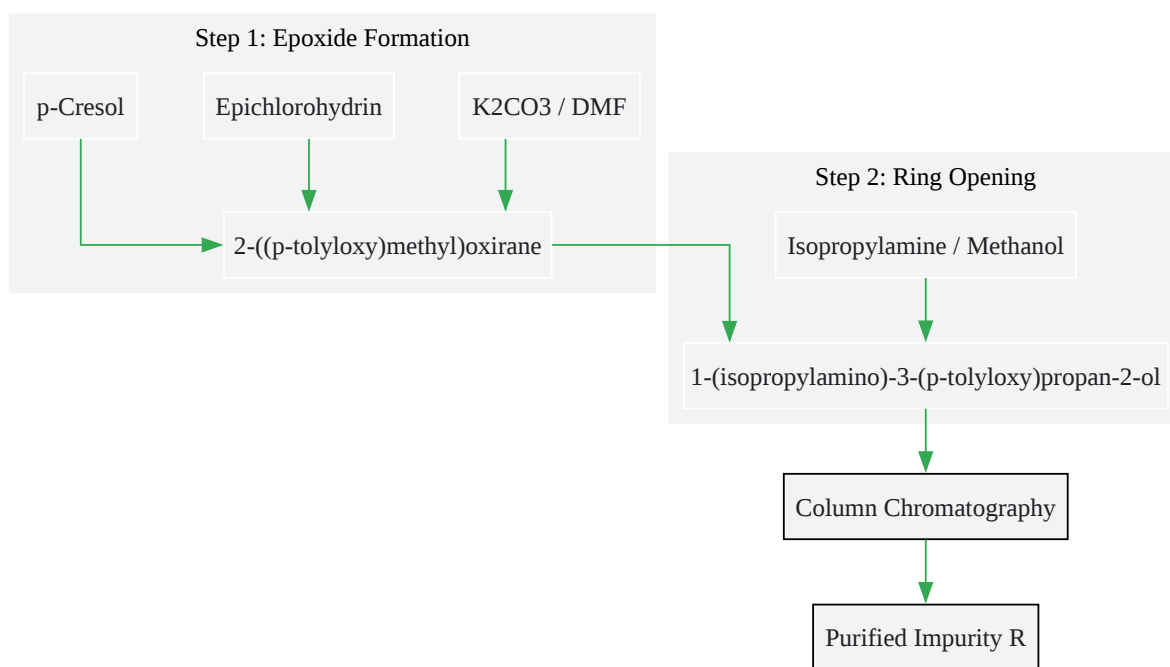 Step 1: Epoxide Formation
p-Cresol
Epichlorohydrin
K2CO3 / DMF
2-((p-tolyloxy)methyl)oxirane
Step 2: Ring Opening
Isopropylamine / Methanol
1-(isopropylamino)-3-(p-tolyloxy)propan-2-ol
Column Chromatography
Purified Impurity R